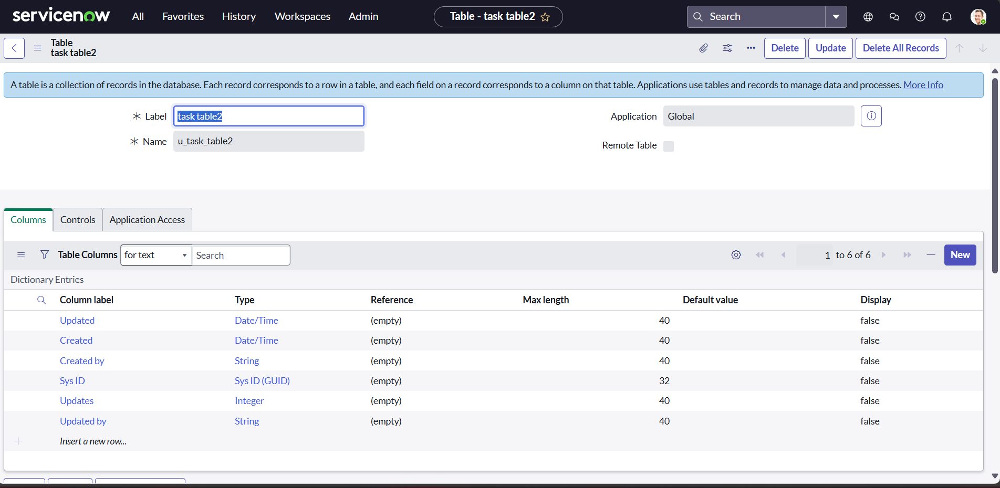 servicenow All Favorites History Workspaces Admin Table - task table2 Search
Table
task table2
Delete Update Delete All Records
A table is a collection of records in the database. Each record corresponds to a row in a table, and each field on a record corresponds to a column on that table. Applications use tables and records to manage data and processes. More Info
Label task table2 Application Global
Name u_task_table2
Remote Table
Columns Controls Application Access
Table Columns for text Search 1 to 6 of 6 New
Dictionary Entries
Column label Type Reference Max length Default value Display
Updated Date/Time (empty) 40 false
Created Date/Time (empty) 40 false
Created by String (empty) 40 false
Sys ID Sys ID (GUID) (empty) 32 false
Updates Integer (empty) 40 false
Updated by String (empty) 40 false
Insert a new row...